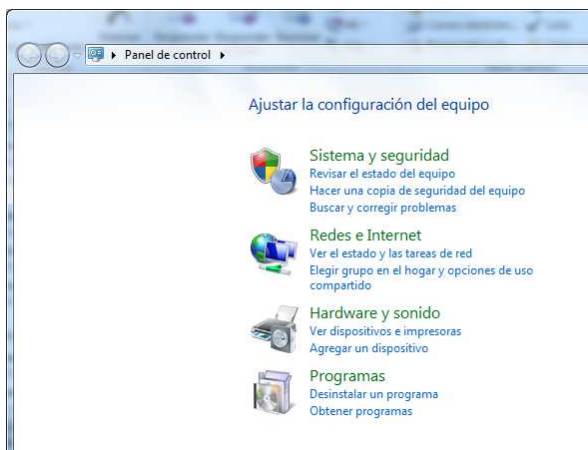 Panel de control
Ajustar la configuración del equipo
Sistema y seguridad
Revisar el estado del equipo
Hacer una copia de seguridad del equipo
Buscar y corregir problemas
Redes e Internet
Ver el estado y las tareas de red
Elegir grupo en el hogar y opciones de uso
compartido
Hardware y sonido
Ver dispositivos e impresoras
Agregar un dispositivo
Programas
Desinstalar un programa
Obtener programas